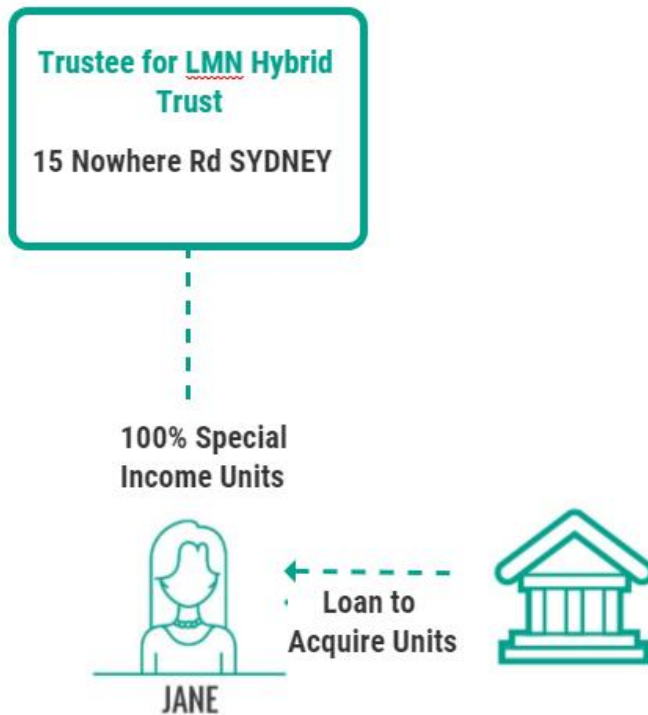 Trustee for LMN Hybrid
Trust
15 Nowhere Rd SYDNEY
100% Special
Income Units
Loan to
Acquire Units
JANE